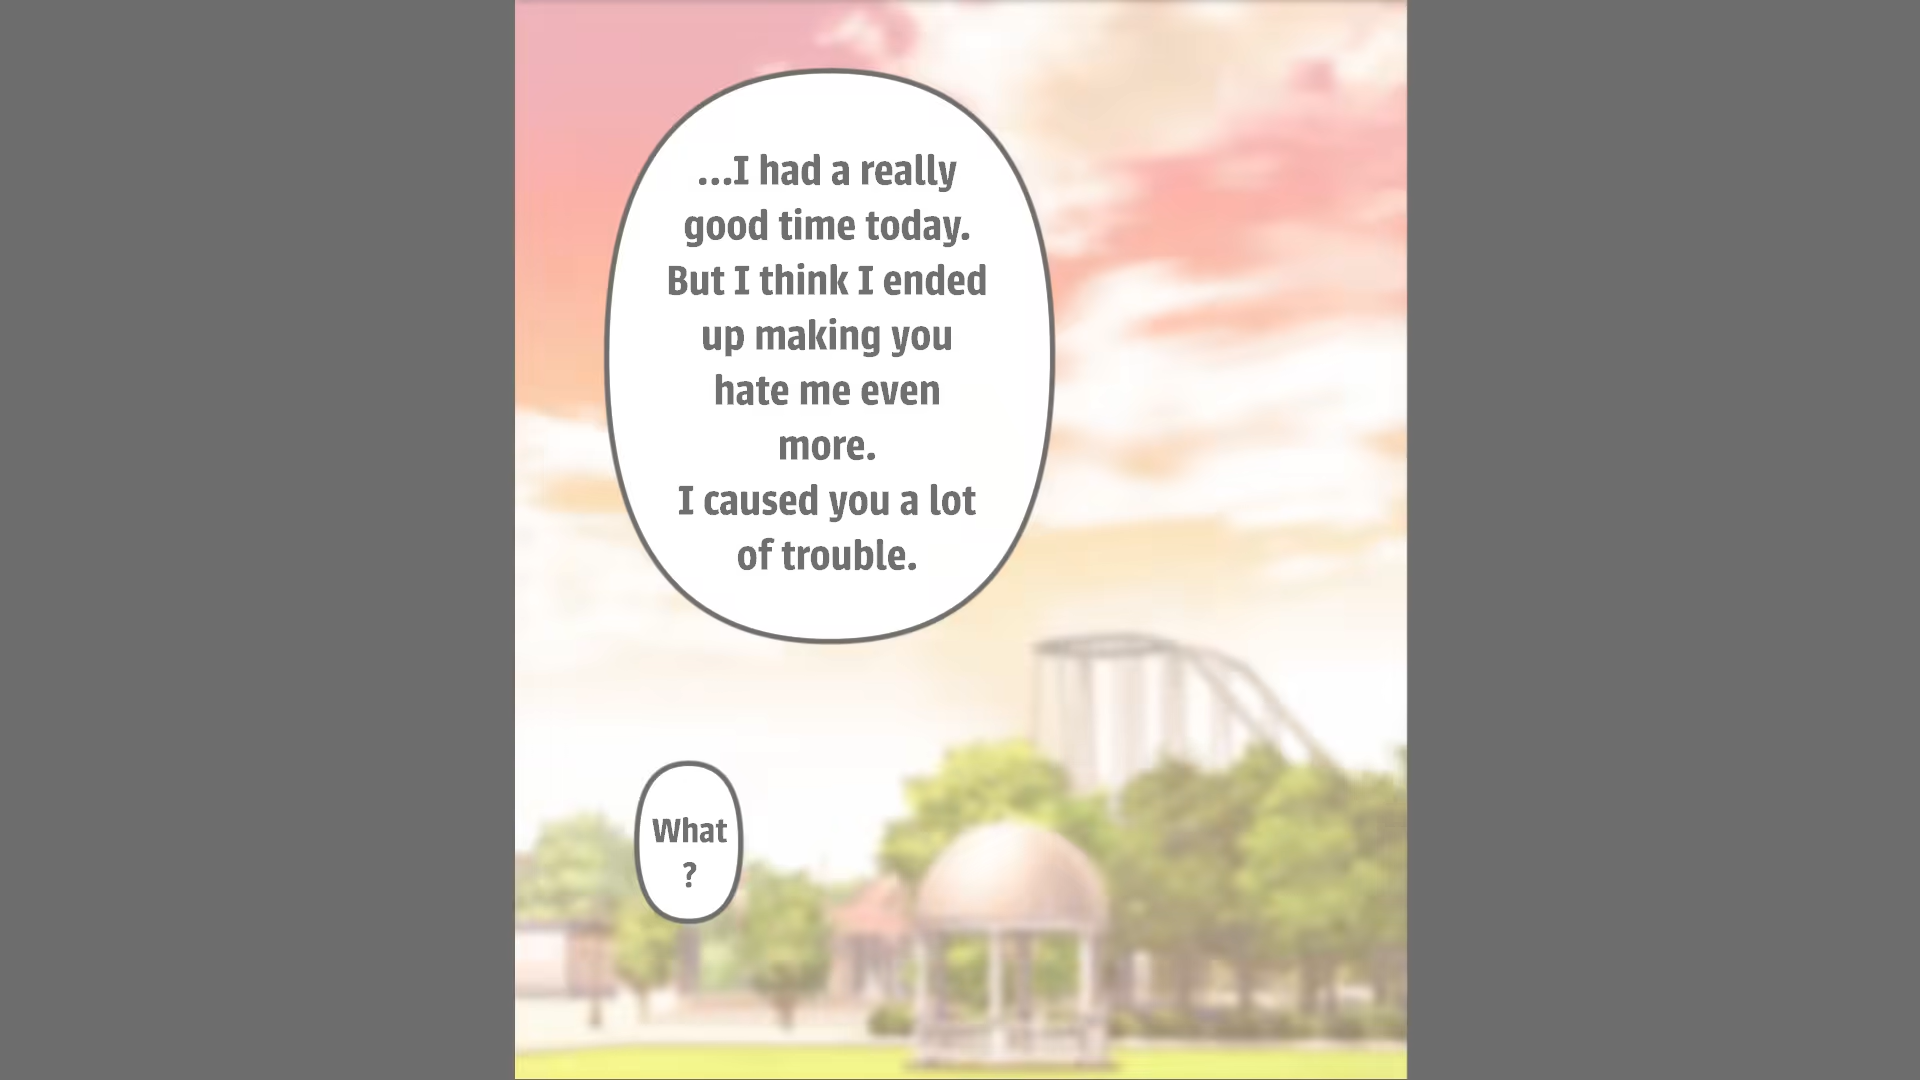 ...I had a really
good time today.
But I think I ended
up making you
hate me even
more.
I caused you a lot
of trouble.
What
?